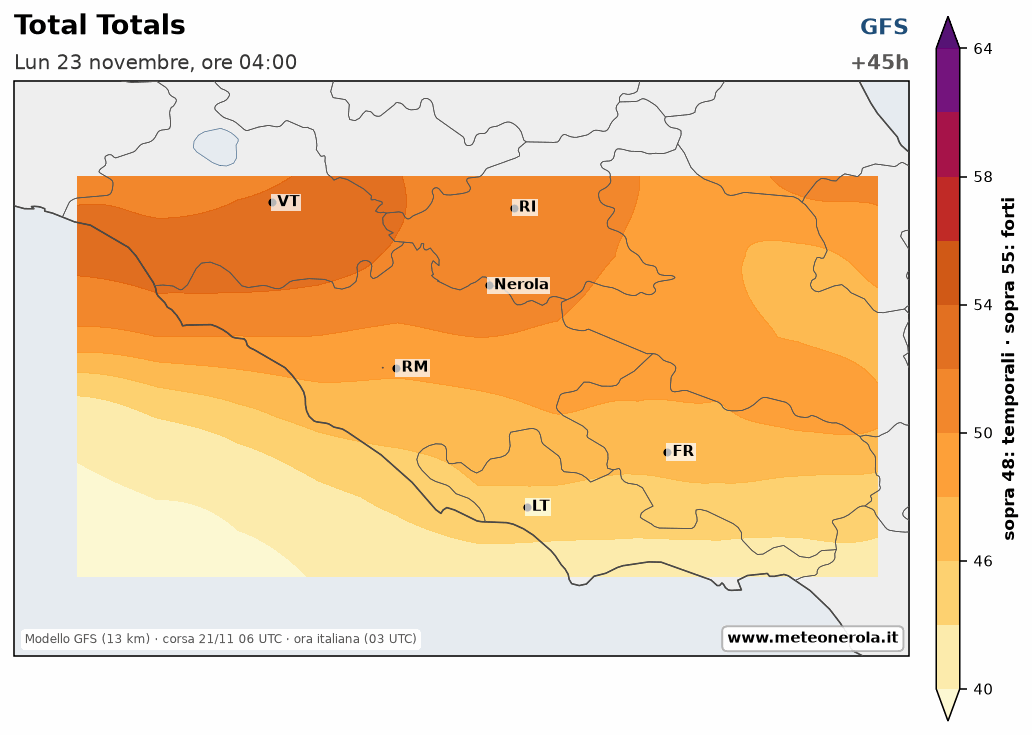 Total Totals
GFS
Lun 23 novembre, ore 04:00
+45h
64
58
54
50
46
40
sopra 48: temporali · sopra 55: forti
VT
RI
Nerola
RM
FR
LT
Modello GFS (13 km) · corsa 21/11 06 UTC · ora italiana (03 UTC)
www.meteonerola.it